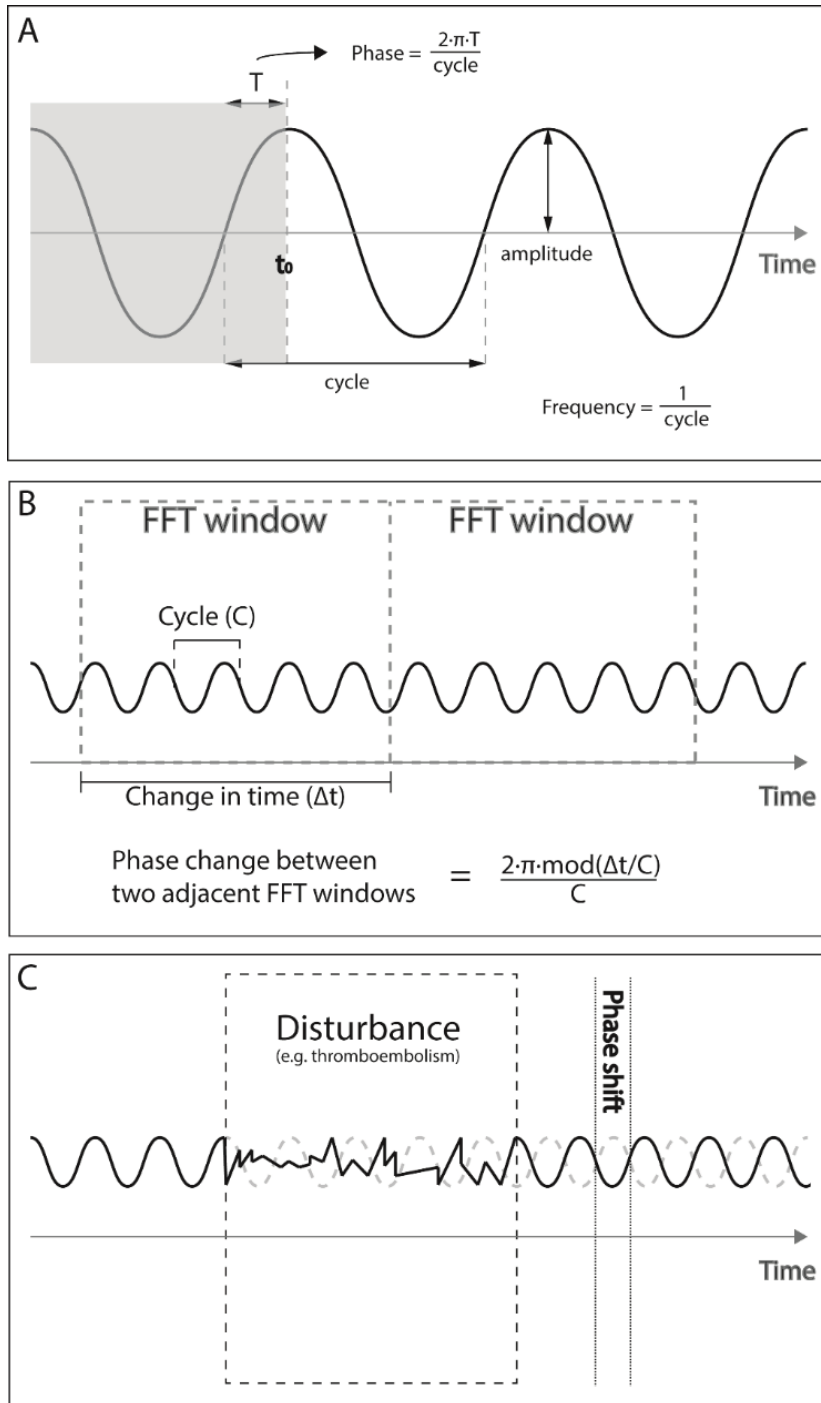 A
Phase = 2·π·T
cycle
T
t₀
amplitude
Time
cycle
Frequency = 1
cycle
B
FFT window FFT window
Cycle (C)
Change in time (Δt)
Time
Phase change between
two adjacent FFT windows = 2·π·mod(Δt/C)
C
C
Disturbance
(e.g. thromboembolism)
Phase shift
Time